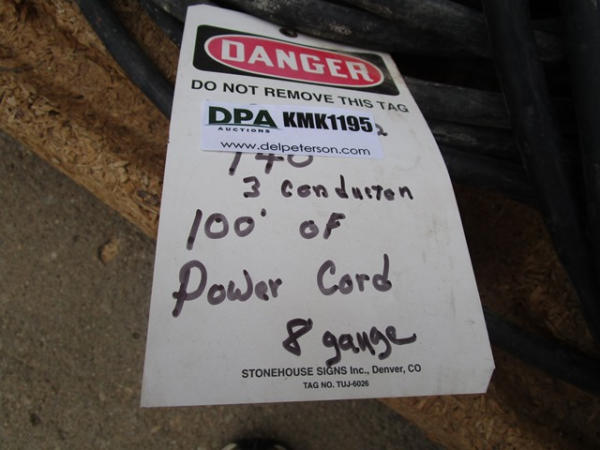 DANGER
DO NOT REMOVE THIS TAG
DPA KMK1195
AUCTIONS
www.delpeterson.com
3 conductor
100' of
Power Cord
8 gauge
STONEHOUSE SIGNS Inc., Denver, CO
TAG NO. TUJ-6026